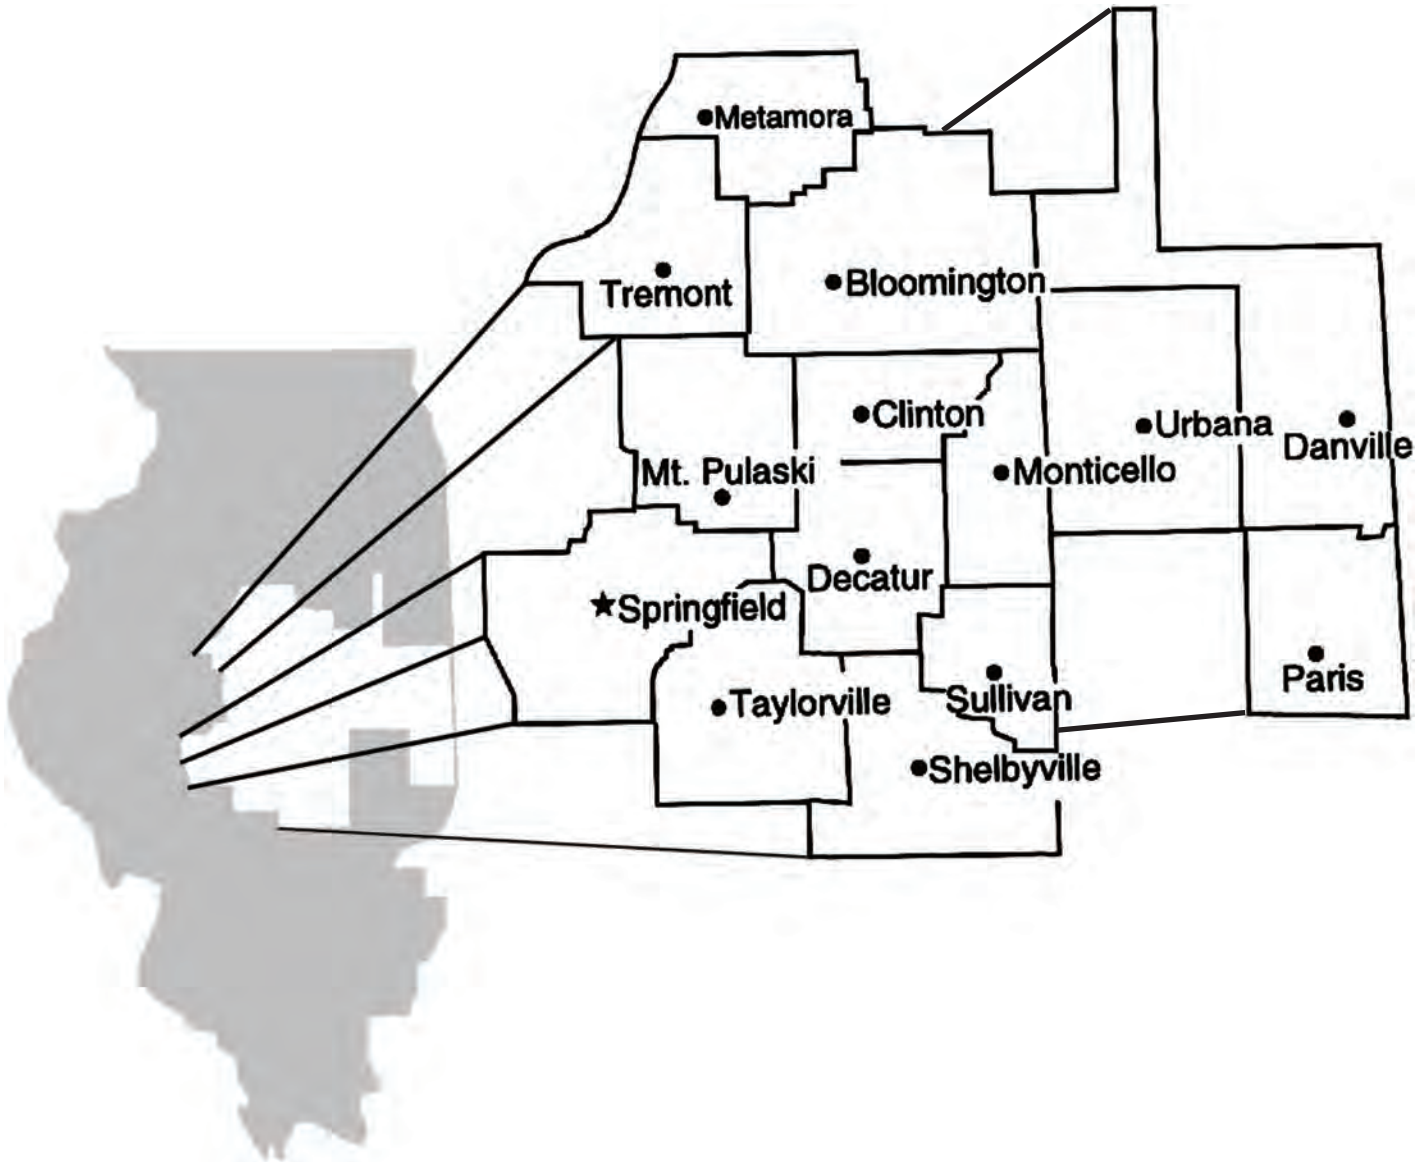 Metamora
Tremont
Bloomington
Clinton
Urbana
Danville
Mt. Pulaski
Monticello
Decatur
Springfield
Paris
Taylorville
Sullivan
Shelbyville